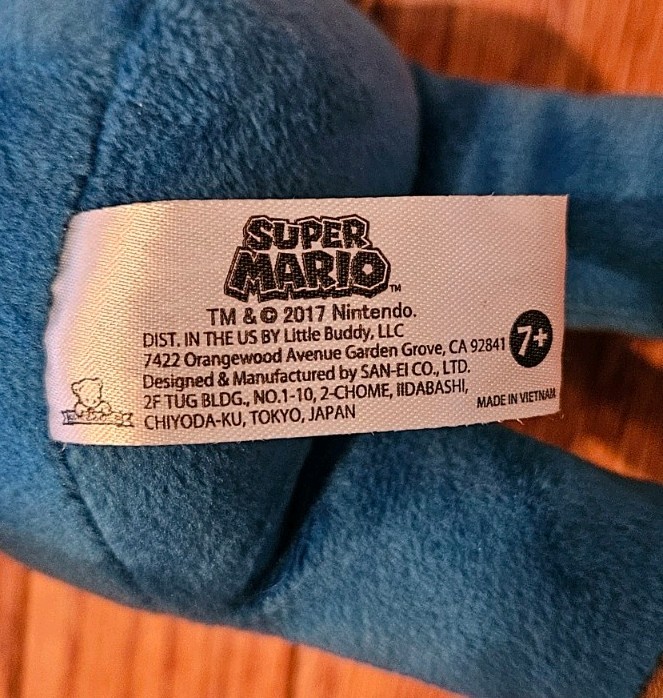 SUPER
MARIO™
TM & © 2017 Nintendo.
DIST. IN THE US BY Little Buddy, LLC
7422 Orangewood Avenue Garden Grove, CA 92841
7+
Designed & Manufactured by SAN-EI CO., LTD.
2F TUG BLDG., NO.1-10, 2-CHOME, IIDABASHI,
CHIYODA-KU, TOKYO, JAPAN
MADE IN VIETNAM